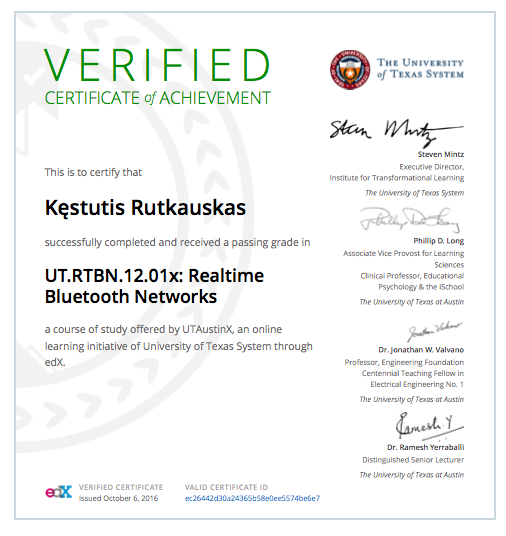 VERIFIED
CERTIFICATE of ACHIEVEMENT
This is to certify that
Kęstutis Rutkauskas
successfully completed and received a passing grade in
UT.RTBN.12.01x: Realtime
Bluetooth Networks
a course of study offered by UTAustinX, an online
learning initiative of University of Texas System through
edX.
THE UNIVERSITY
OF TEXAS SYSTEM
Steven Mintz
Steven Mintz
Executive Director,
Institute for Transformational Learning
The University of Texas System
Phillip D. Long
Associate Vice Provost for Learning
Sciences
Clinical Professor, Educational
Psychology & the iSchool
The University of Texas at Austin
Jonathan Valvano
Dr. Jonathan W. Valvano
Professor, Engineering Foundation
Centennial Teaching Fellow in
Electrical Engineering No. 1
The University of Texas at Austin
Ramesh Y
Dr. Ramesh Yerraballi
Distinguished Senior Lecturer
The University of Texas at Austin
edX
VERIFIED CERTIFICATE
Issued October 6, 2016
VALID CERTIFICATE ID
ec26442d30a24365b58e0ee5574be6e7